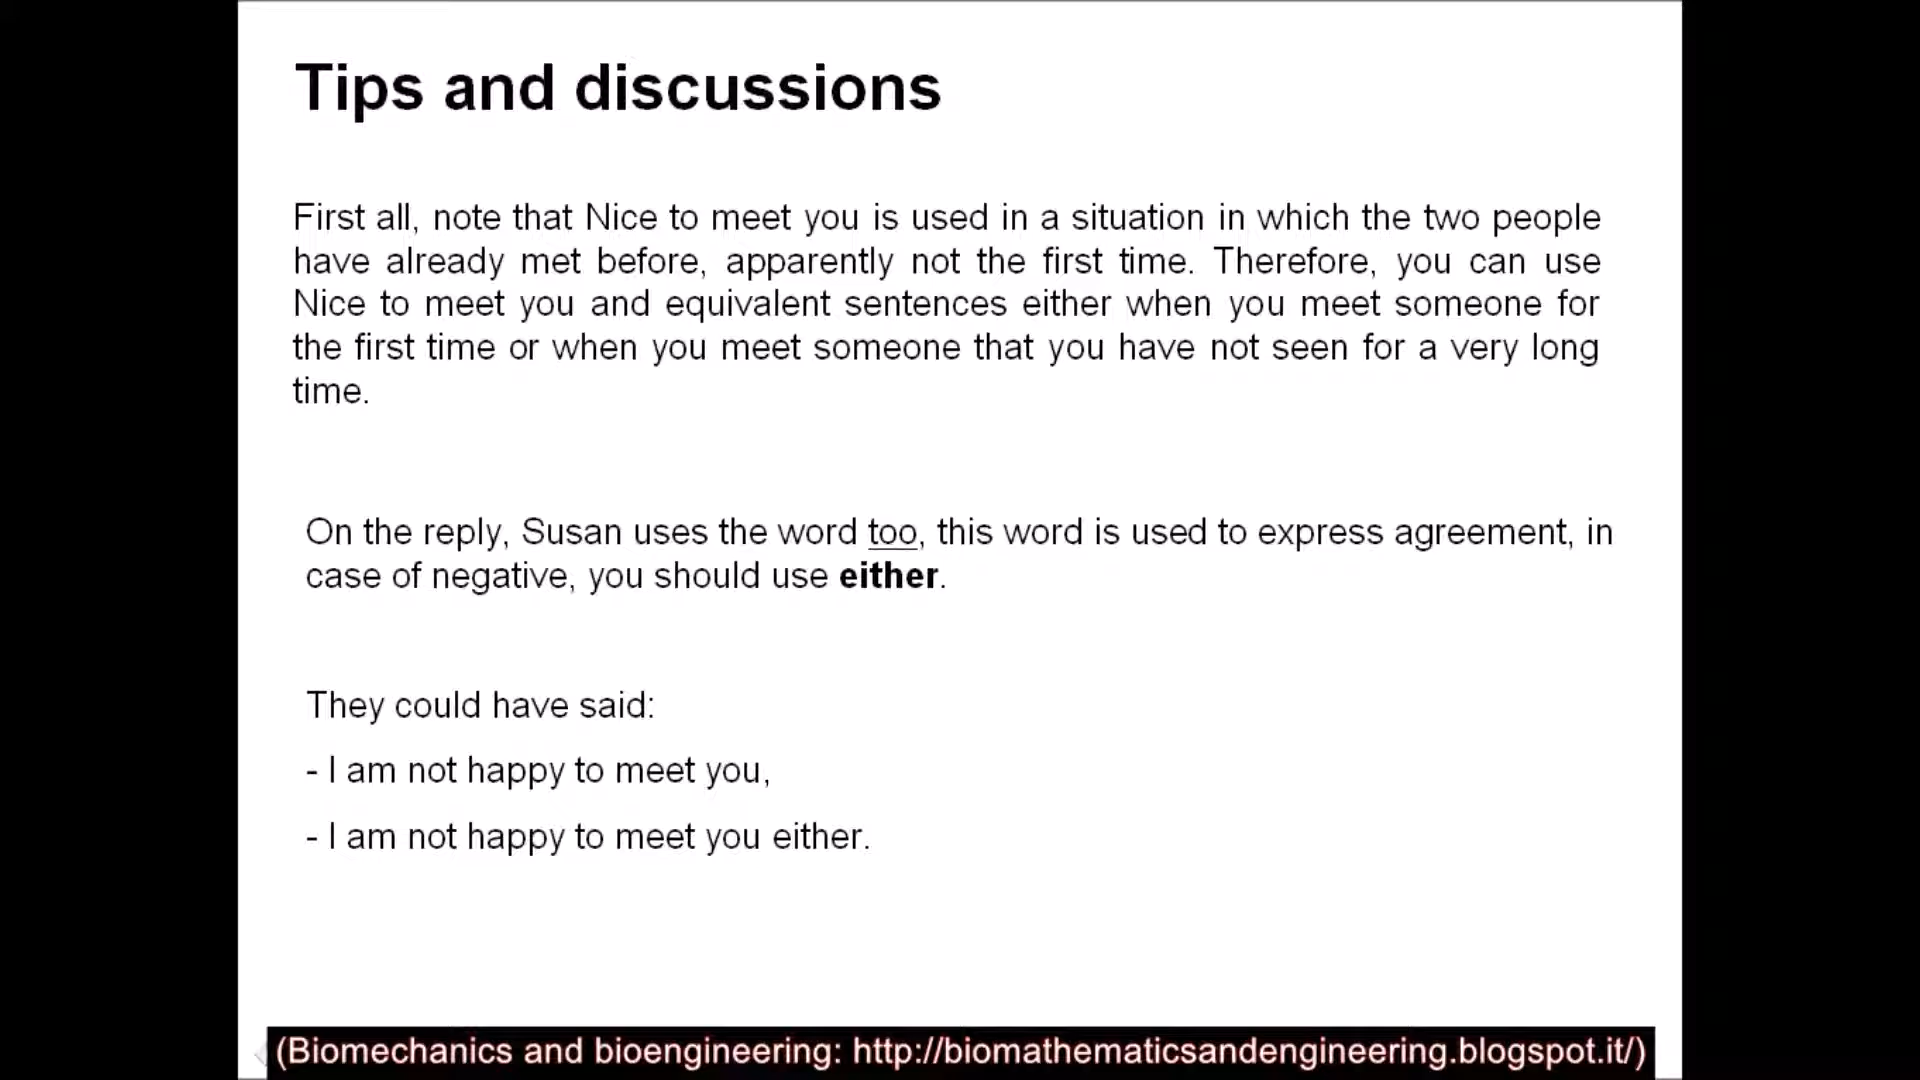 Tips and discussions
First all, note that Nice to meet you is used in a situation in which the two people
have already met before, apparently not the first time. Therefore, you can use
Nice to meet you and equivalent sentences either when you meet someone for
the first time or when you meet someone that you have not seen for a very long
time.
On the reply, Susan uses the word too, this word is used to express agreement, in
case of negative, you should use either.
They could have said:
- I am not happy to meet you,
- I am not happy to meet you either.
(Biomechanics and bioengineering: http://biomathematicsandengineering.blogspot.it/)